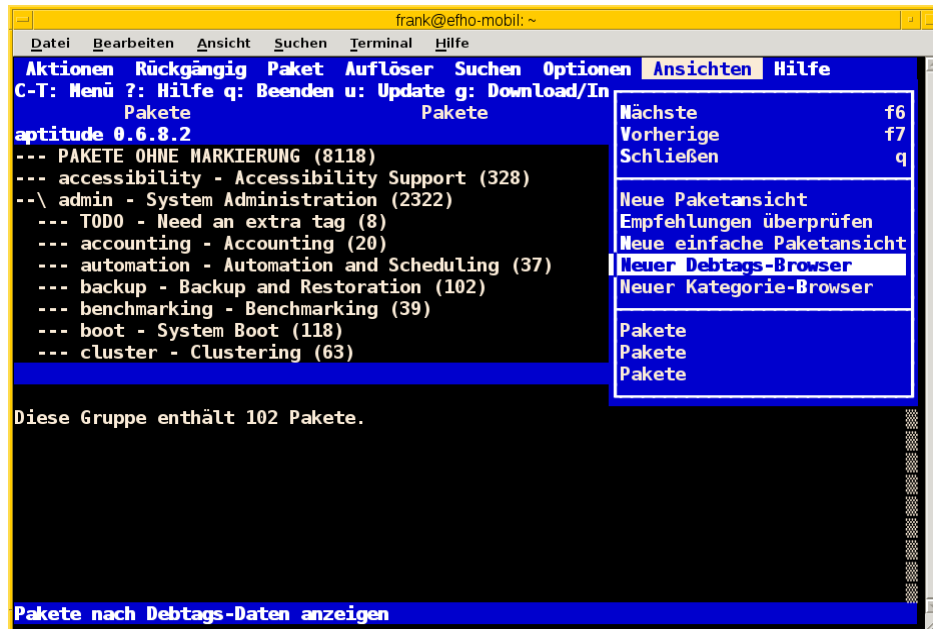 frank@efho-mobil: ~
Datei Bearbeiten Ansicht Suchen Terminal Hilfe
Aktionen Rückgängig Paket Auflöser Suchen Optionen Ansichten Hilfe
C-T: Menü ?: Hilfe q: Beenden u: Update g: Download/In
Pakete Pakete
aptitude 0.6.8.2
--- PAKETE OHNE MARKIERUNG (8118)
--- accessibility - Accessibility Support (328)
--\ admin - System Administration (2322)
--- TODO - Need an extra tag (8)
--- accounting - Accounting (20)
--- automation - Automation and Scheduling (37)
--- backup - Backup and Restoration (102)
--- benchmarking - Benchmarking (39)
--- boot - System Boot (118)
--- cluster - Clustering (63)
Nächste f6
Vorherige f7
Schließen q
Neue Paketansicht
Empfehlungen überprüfen
Neue einfache Paketansicht
Neuer Debtags-Browser
Neuer Kategorie-Browser
Pakete
Pakete
Pakete
Diese Gruppe enthält 102 Pakete.
Pakete nach Debtags-Daten anzeigen